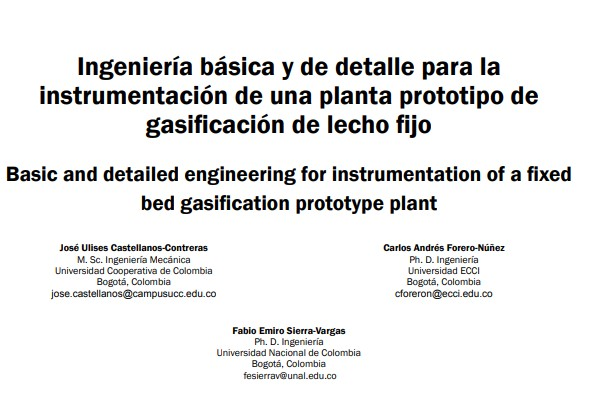 Ingeniería básica y de detalle para la
instrumentación de una planta prototipo de
gasificación de lecho fijo
Basic and detailed engineering for instrumentation of a fixed
bed gasification prototype plant
José Ulises Castellanos-Contreras
M. Sc. Ingeniería Mecánica
Universidad Cooperativa de Colombia
Bogotá, Colombia
jose.castellanos@campusucc.edu.co
Carlos Andrés Forero-Núñez
Ph. D. Ingeniería
Universidad ECCI
Bogotá, Colombia
cforeron@ecci.edu.co
Fabio Emiro Sierra-Vargas
Ph. D. Ingeniería
Universidad Nacional de Colombia
Bogotá, Colombia
fesierrav@unal.edu.co